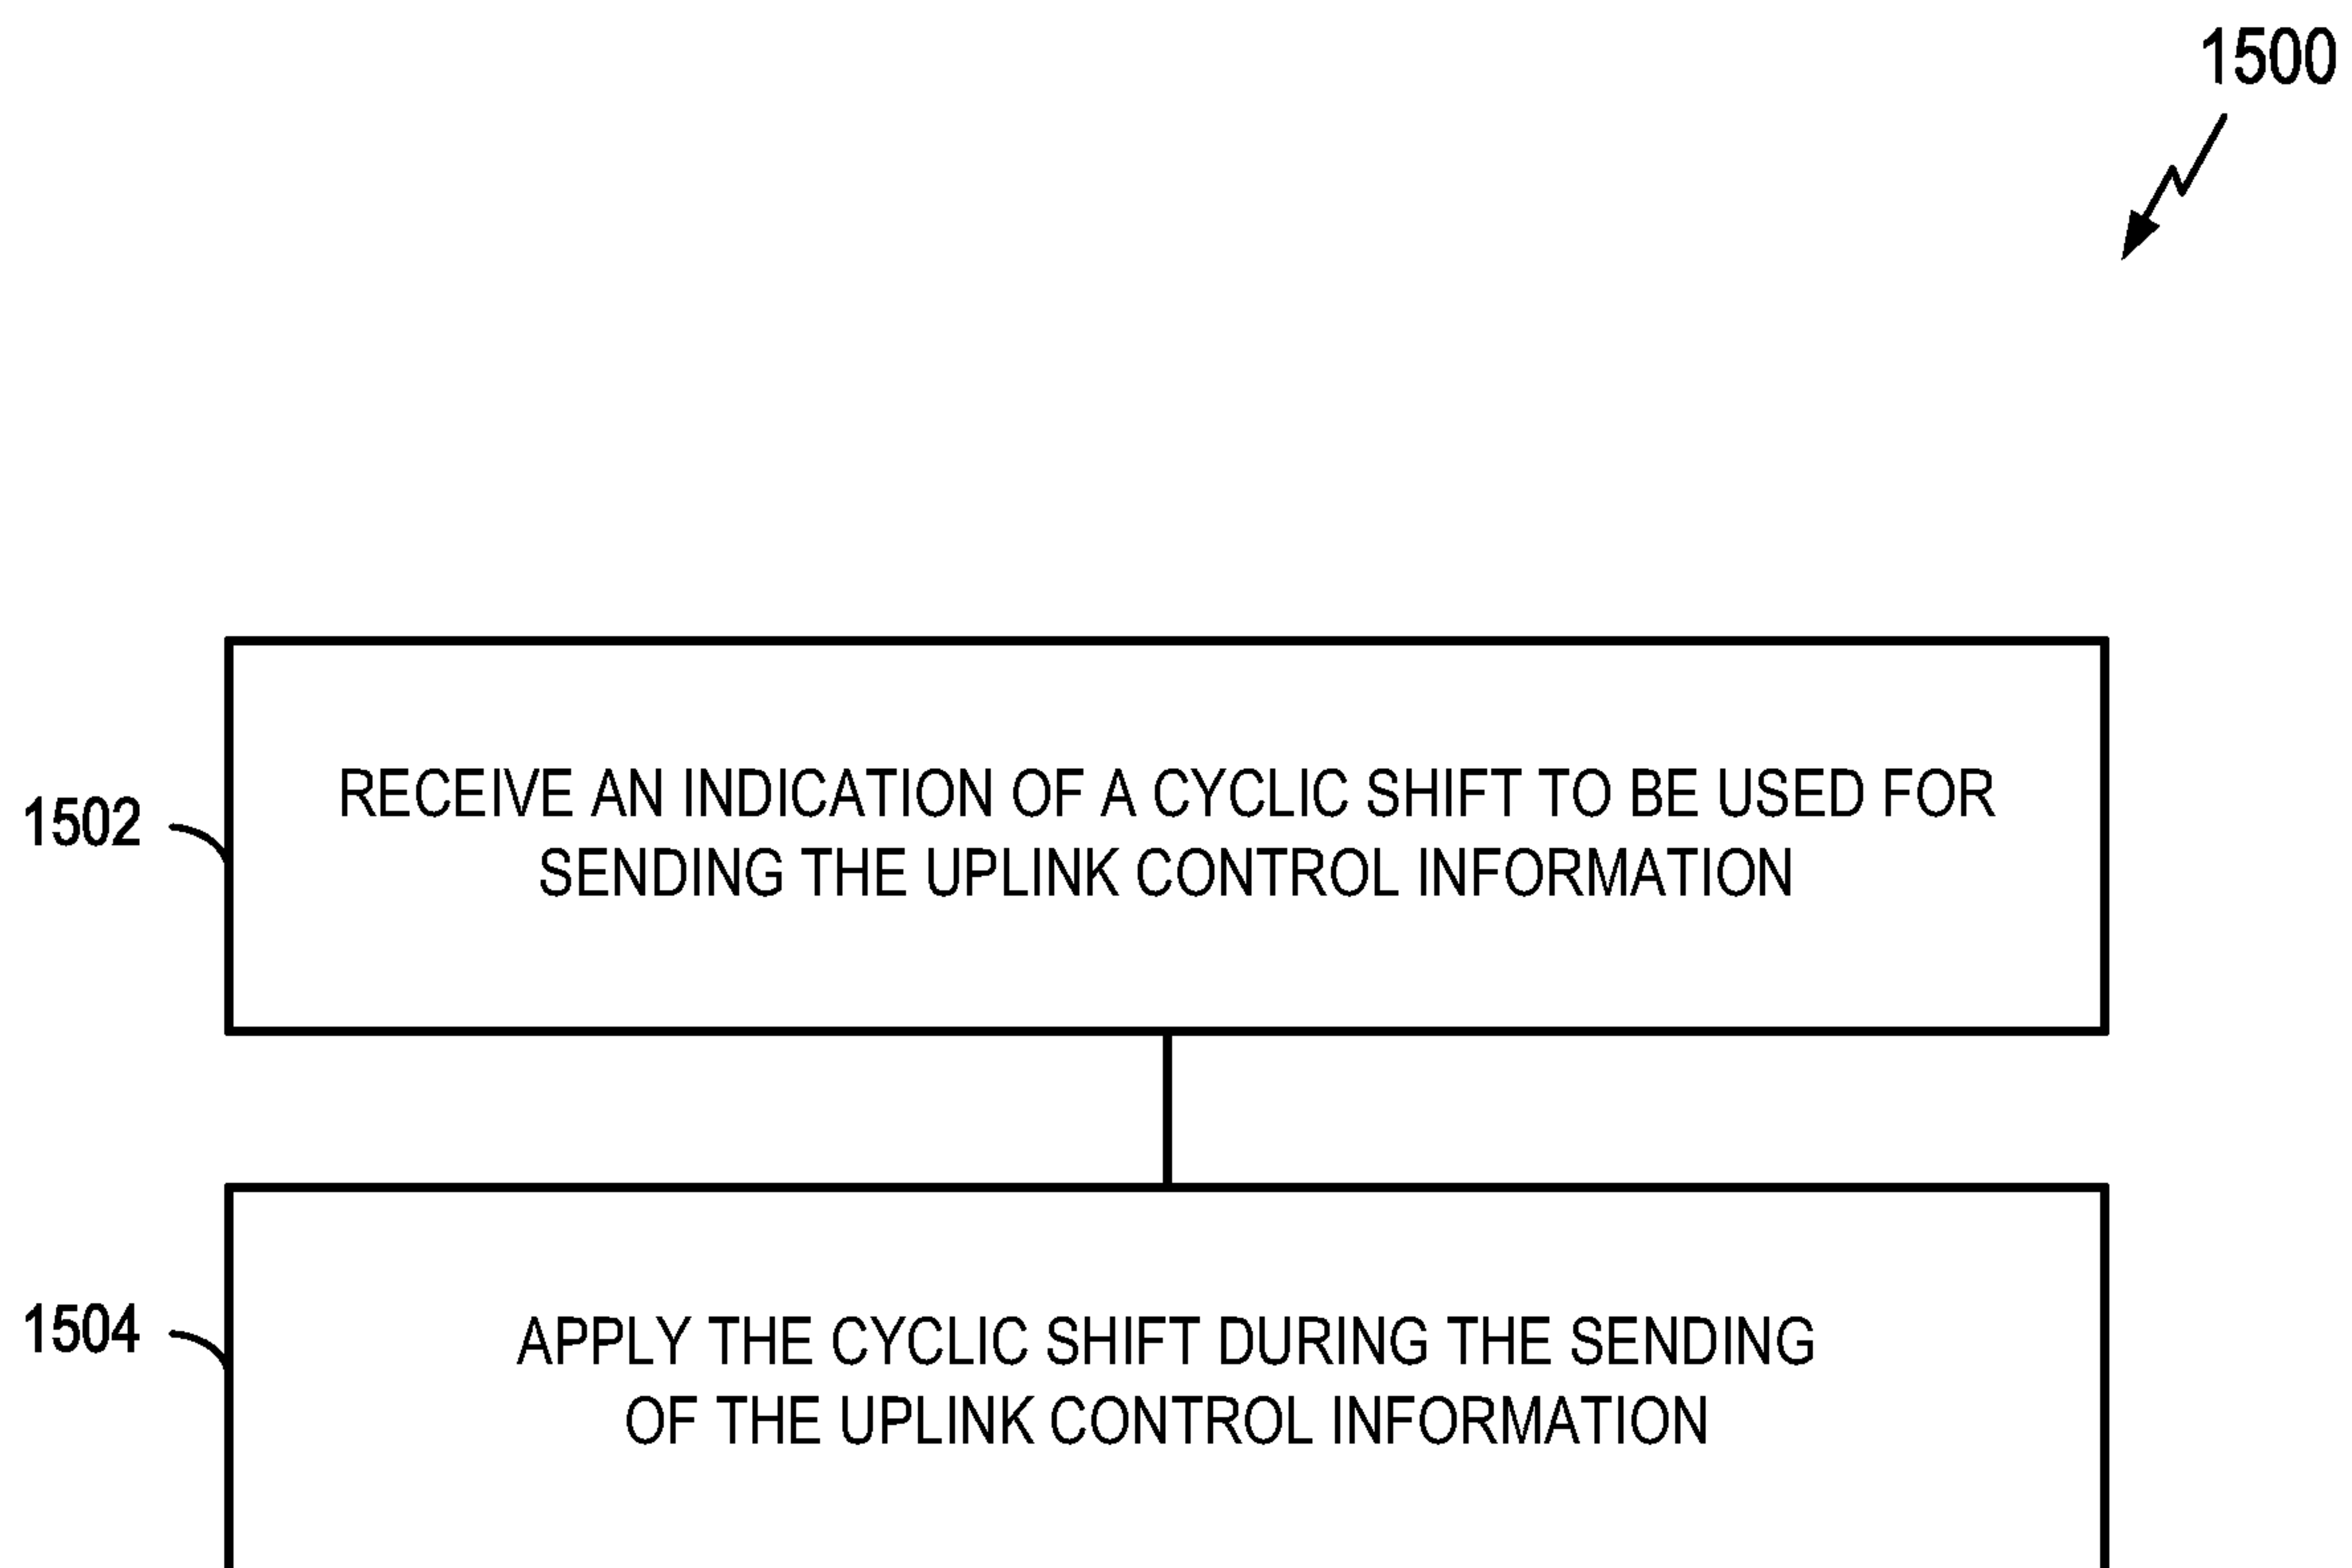 1500
1502
RECEIVE AN INDICATION OF A CYCLIC SHIFT TO BE USED FOR
SENDING THE UPLINK CONTROL INFORMATION
1504
APPLY THE CYCLIC SHIFT DURING THE SENDING
OF THE UPLINK CONTROL INFORMATION